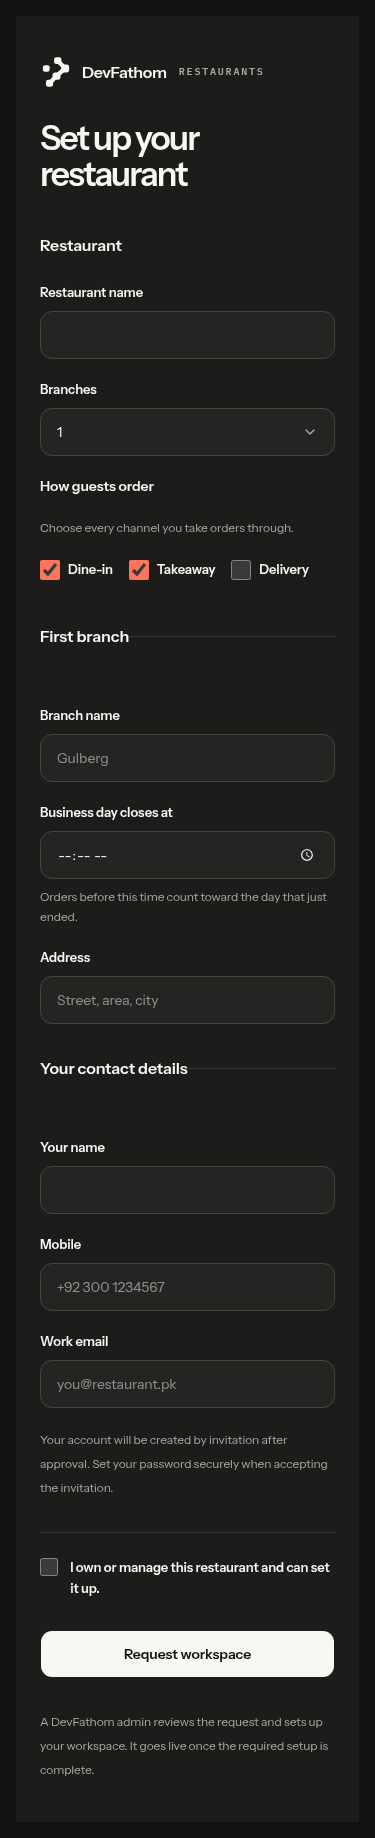 DevFathom RESTAURANTS
Set up your
restaurant
Restaurant
Restaurant name
Branches
1
How guests order
Choose every channel you take orders through.
Dine-in Takeaway Delivery
First branch
Branch name
Gulberg
Business day closes at
--:-- --
Orders before this time count toward the day that just
ended.
Address
Street, area, city
Your contact details
Your name
Mobile
+92 300 1234567
Work email
you@restaurant.pk
Your account will be created by invitation after
approval. Set your password securely when accepting
the invitation.
I own or manage this restaurant and can set
it up.
Request workspace
A DevFathom admin reviews the request and sets up
your workspace. It goes live once the required setup is
complete.